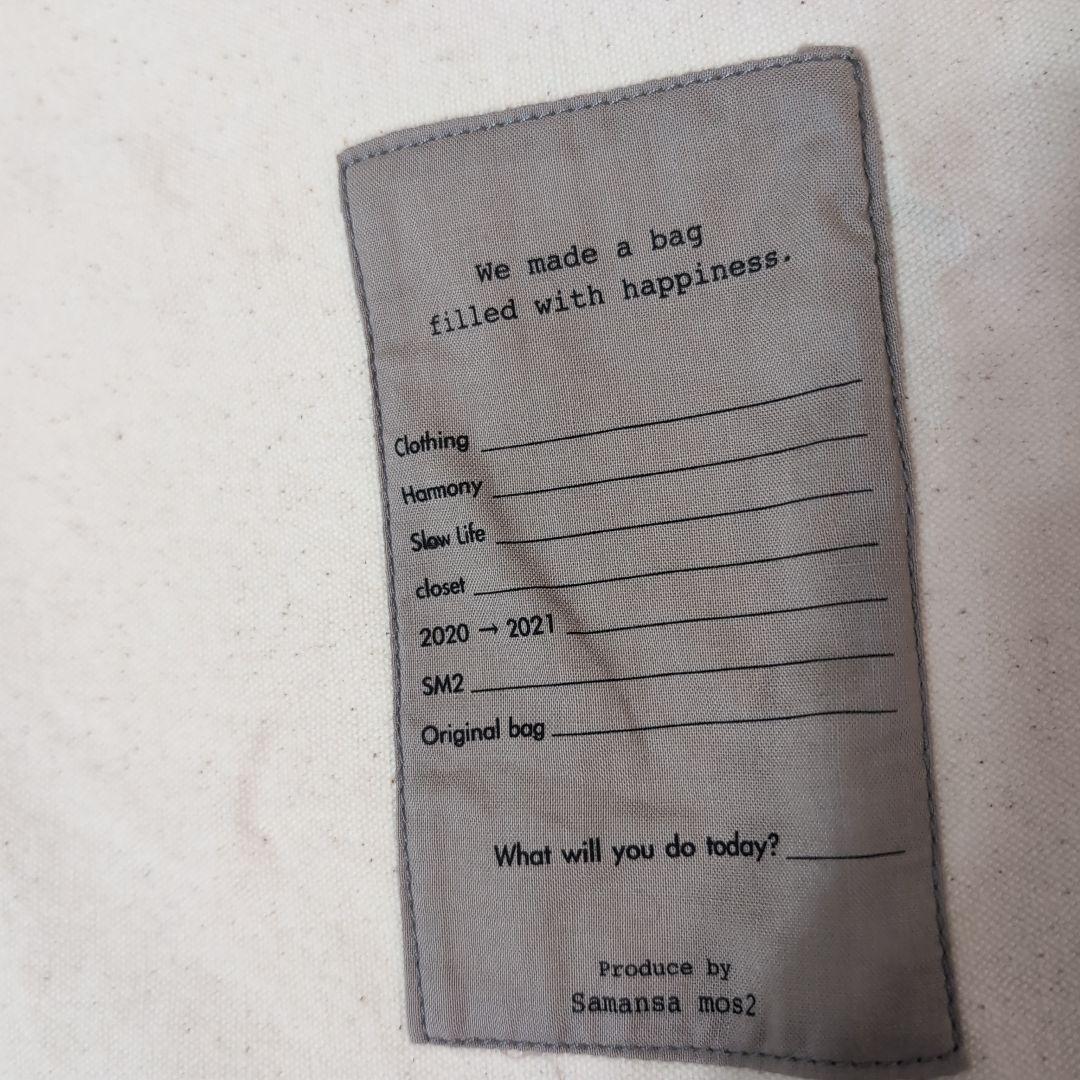 We made a bag
filled with happiness.
Clothing
Harmony
Slow Life
closet
2020 → 2021
SM2
Original bag
What will you do today?
Produce by
Samansa mos2